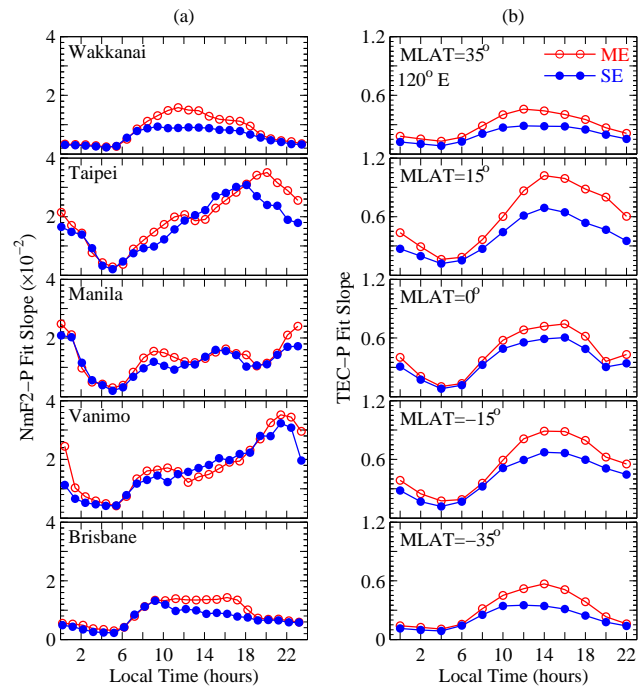 (a)
(b)
NmF2−P Fit Slope (×10⁻²)
4
Wakkanai
2
4
Taipei
2
4
Manila
2
4
Vanimo
2
4
Brisbane
2
0
2 6 10 14 18 22
Local Time (hours)
TEC−P Fit Slope
1.2
MLAT=35°
120° E
ME
SE
0.6
1.2
MLAT=15°
0.6
1.2
MLAT=0°
0.6
1.2
MLAT=−15°
0.6
1.2
MLAT=−35°
0.6
0
2 6 10 14 18 22
Local Time (hours)